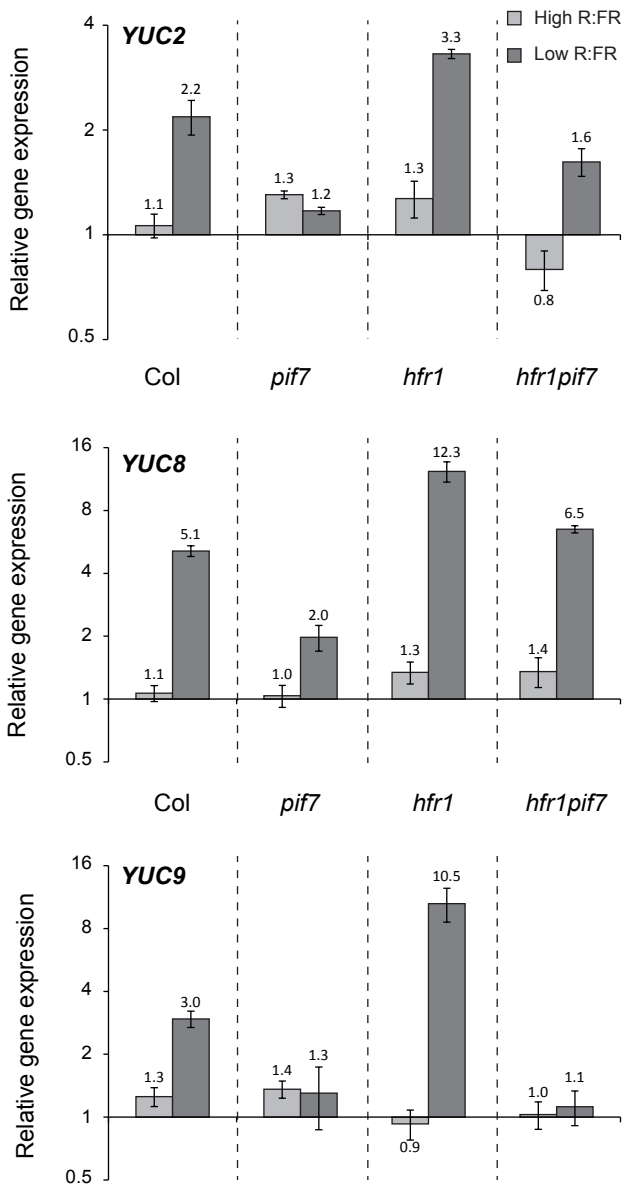 YUC2
High R:FR
Low R:FR
Relative gene expression
4
2
1
0.5
1.1
2.2
1.3
1.2
1.3
3.3
0.8
1.6
Col
pif7
hfr1
hfr1pif7
YUC8
Relative gene expression
16
8
4
2
1
0.5
1.1
5.1
1.0
2.0
1.3
12.3
1.4
6.5
Col
pif7
hfr1
hfr1pif7
YUC9
Relative gene expression
16
8
4
2
1
0.5
1.3
3.0
1.4
1.3
0.9
10.5
1.0
1.1